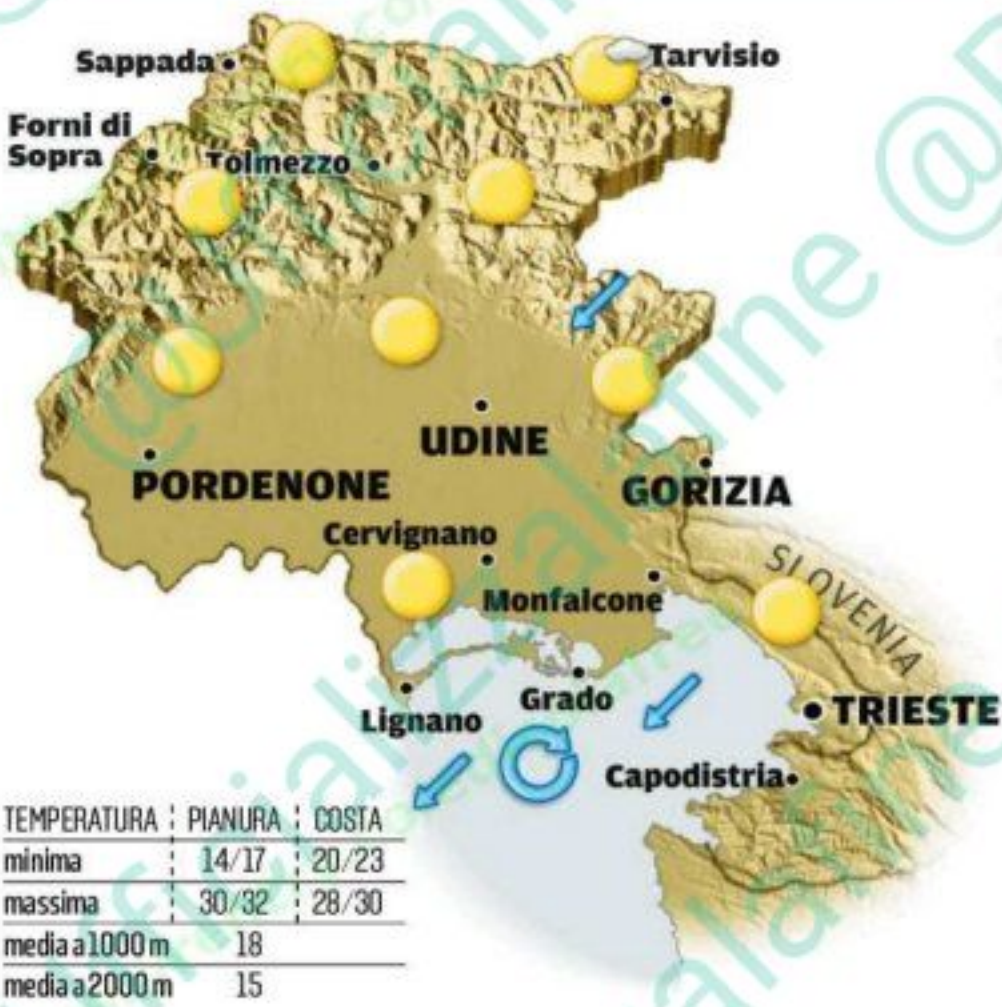 Sappada
Tarvisio
Forni di
Sopra
Tolmezzo
UDINE
PORDENONE
GORIZIA
Cervignano
Monfalcone
SLOVENIA
Grado
Lignano
TRIESTE
Capodistria
TEMPERATURA PIANURA COSTA
minima 14/17 20/23
massima 30/32 28/30
media a 1000 m 18
media a 2000 m 15